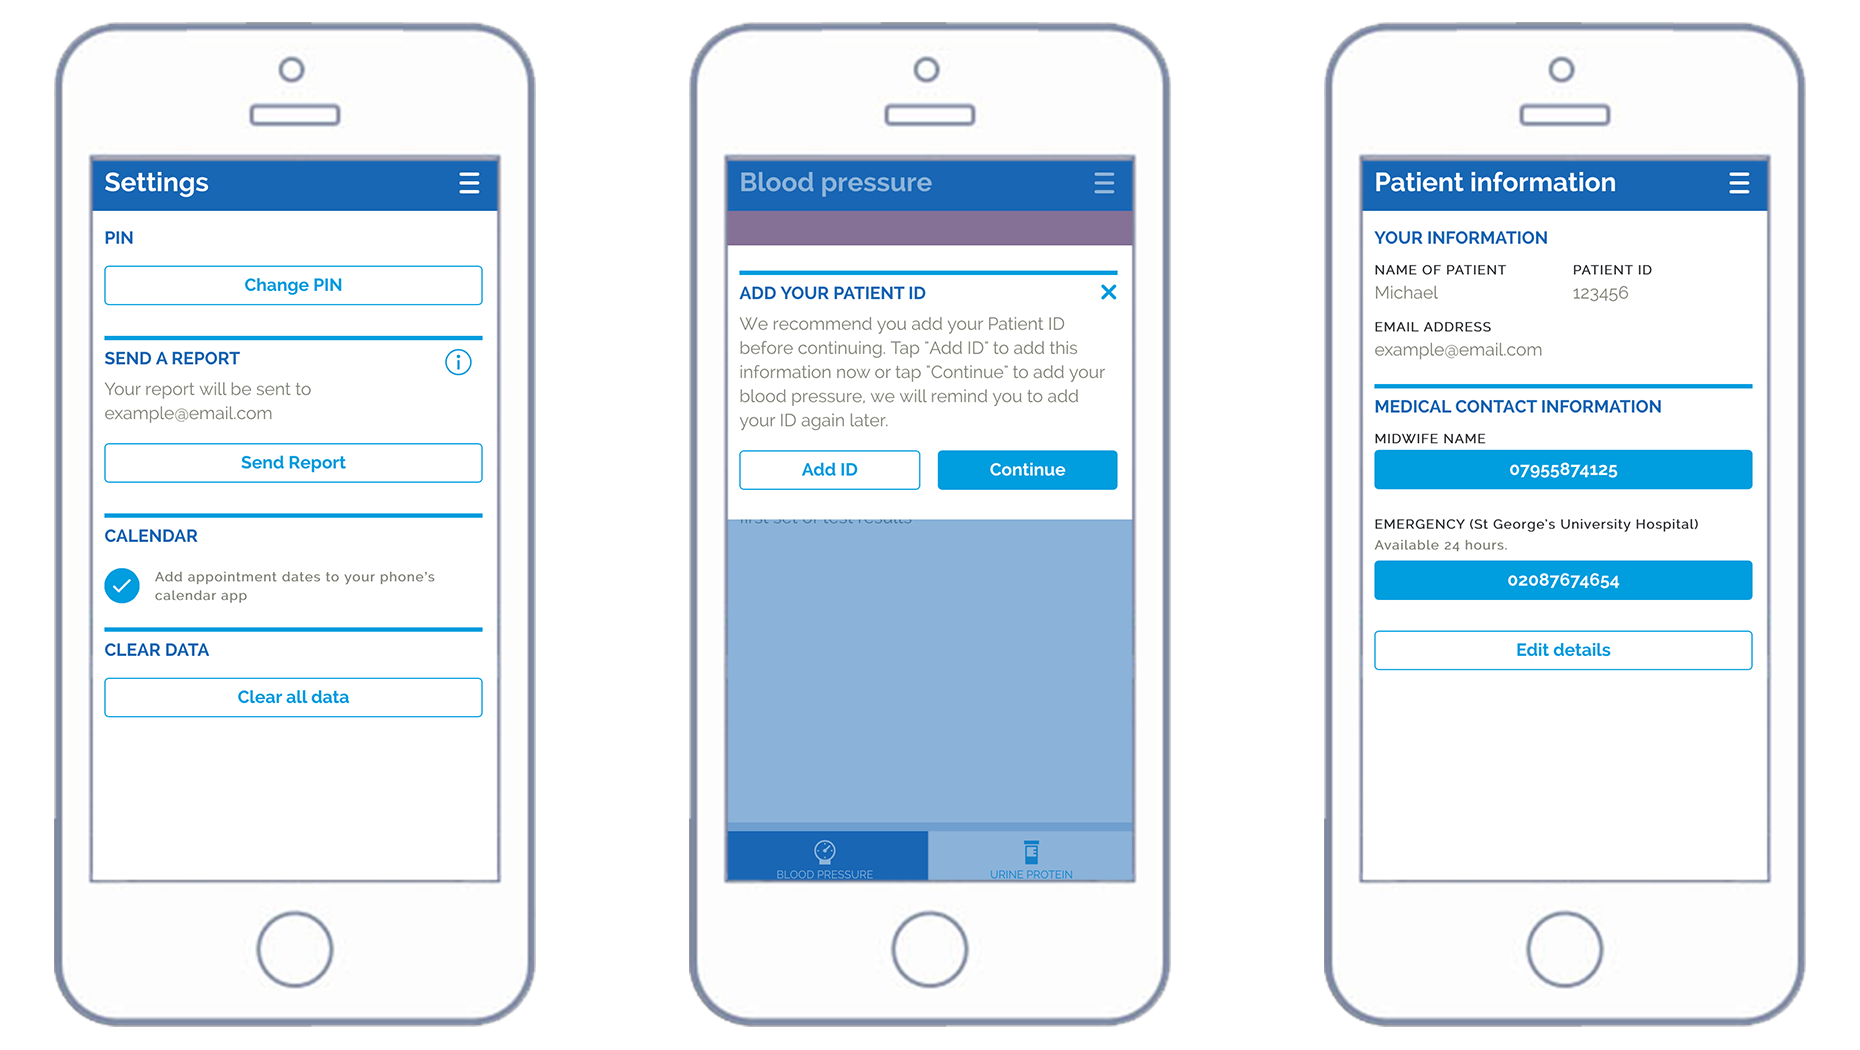 Settings
PIN
Change PIN
SEND A REPORT
Your report will be sent to
example@email.com
Send Report
CALENDAR
Add appointment dates to your phone's
calendar app
CLEAR DATA
Clear all data
Blood pressure
ADD YOUR PATIENT ID
We recommend you add your Patient ID
before continuing. Tap "Add ID" to add this
information now or tap "Continue" to add your
blood pressure, we will remind you to add
your ID again later.
Add ID
Continue
first set of test results
BLOOD PRESSURE
URINE PROTEIN
Patient information
YOUR INFORMATION
NAME OF PATIENT
PATIENT ID
Michael
123456
EMAIL ADDRESS
example@email.com
MEDICAL CONTACT INFORMATION
MIDWIFE NAME
07955874125
EMERGENCY (St George's University Hospital)
Available 24 hours.
02087674654
Edit details